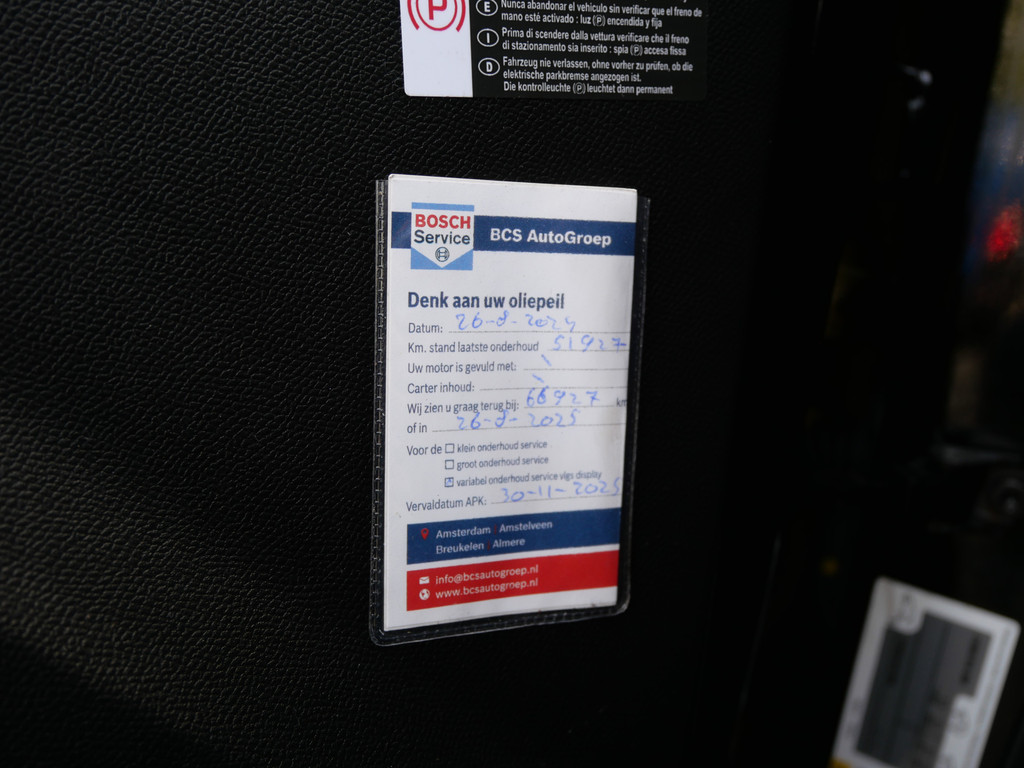 P
E Nunca abandonar el vehiculo sin verificar que el freno de
mano esté activado : luz (P) encendida y fija
I Prima di scendere dalla vettura verificare che il freno
di stazionamento sia inserito : spia (P) accesa fissa
D Fahrzeug nie verlassen, ohne vorher zu prüfen, ob die
elektrische parkbremse angezogen ist.
Die kontrolleuchte (P) leuchtet dann permanent
BOSCH
Service
BCS AutoGroep
Denk aan uw oliepeil
Datum: 26-8-2024
Km. stand laatste onderhoud 51927
Uw motor is gevuld met:
Carter inhoud:
Wij zien u graag terug bij: 66927 km
of in 26-8-2025
Voor de klein onderhoud service
groot onderhoud service
variabel onderhoud service vlgs display
Vervaldatum APK: 30-11-2025
Amsterdam Amstelveen
Breukelen Almere
info@bcsautogroep.nl
www.bcsautogroep.nl